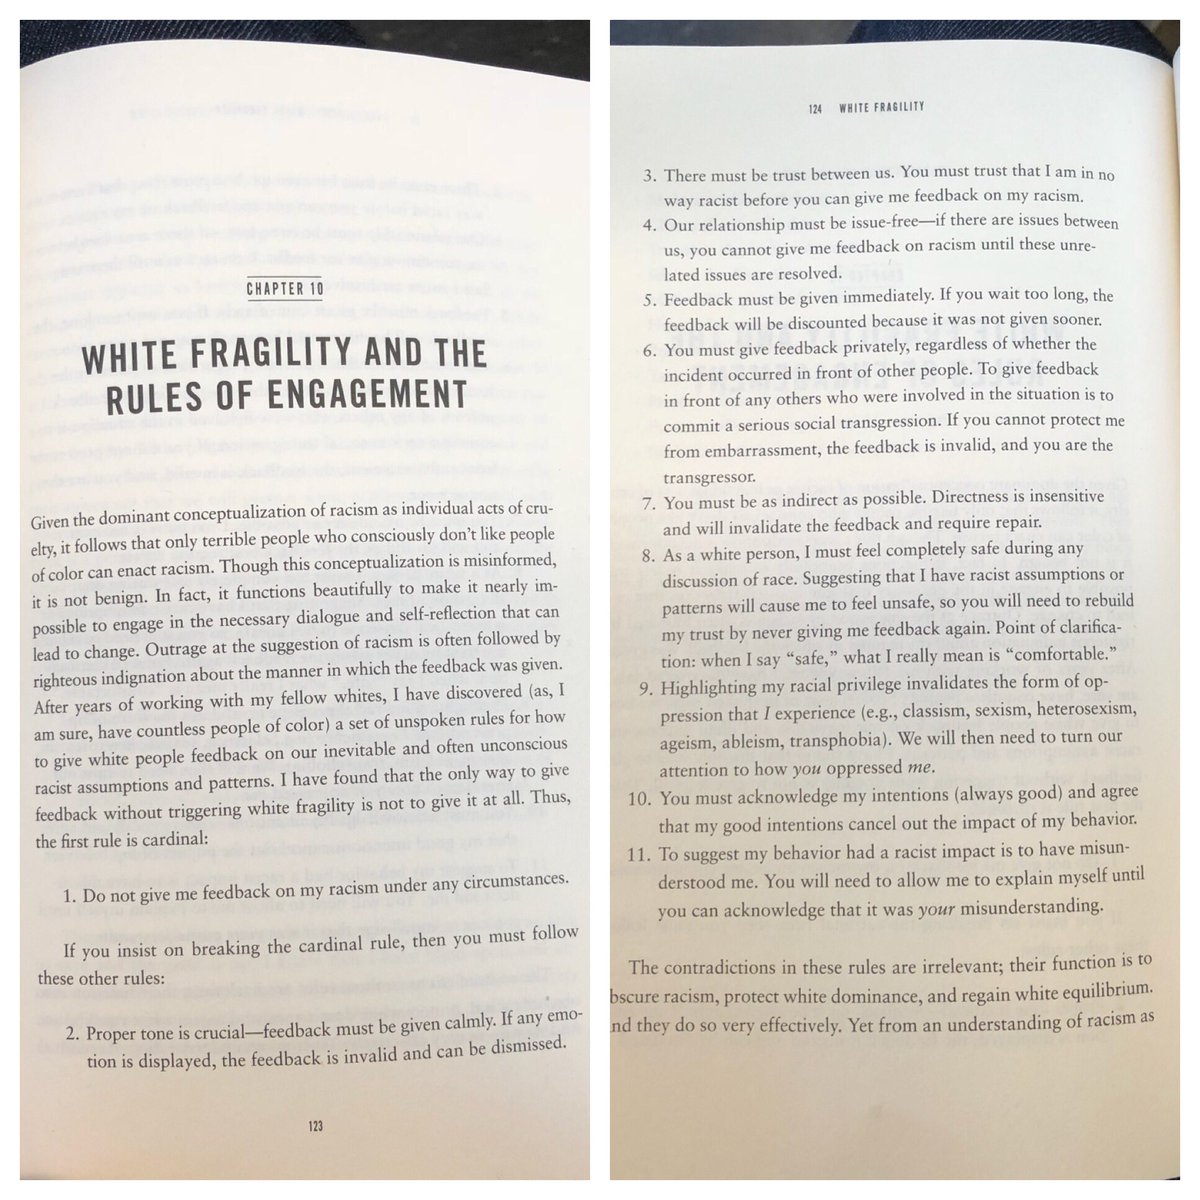 CHAPTER 10
WHITE FRAGILITY AND THE
RULES OF ENGAGEMENT
Given the dominant conceptualization of racism as individual acts of cru-
elty, it follows that only terrible people who consciously don't like people
of color can enact racism. Though this conceptualization is misinformed,
it is not benign. In fact, it functions beautifully to make it nearly im-
possible to engage in the necessary dialogue and self-reflection that can
lead to change. Outrage at the suggestion of racism is often followed by
righteous indignation about the manner in which the feedback was given.
After years of working with my fellow whites, I have discovered (as, I
am sure, have countless people of color) a set of unspoken rules for how
to give white people feedback on our inevitable and often unconscious
racist assumptions and patterns. I have found that the only way to give
feedback without triggering white fragility is not to give it at all. Thus,
the first rule is cardinal:
1. Do not give me feedback on my racism under any circumstances.
If you insist on breaking the cardinal rule, then you must follow
these other rules:
2. Proper tone is crucial—feedback must be given calmly. If any emo-
tion is displayed, the feedback is invalid and can be dismissed.
123
124 WHITE FRAGILITY
3. There must be trust between us. You must trust that I am in no
way racist before you can give me feedback on my racism.
4. Our relationship must be issue-free—if there are issues between
us, you cannot give me feedback on racism until these unre-
lated issues are resolved.
5. Feedback must be given immediately. If you wait too long, the
feedback will be discounted because it was not given sooner.
6. You must give feedback privately, regardless of whether the
incident occurred in front of other people. To give feedback
in front of any others who were involved in the situation is to
commit a serious social transgression. If you cannot protect me
from embarrassment, the feedback is invalid, and you are the
transgressor.
7. You must be as indirect as possible. Directness is insensitive
and will invalidate the feedback and require repair.
8. As a white person, I must feel completely safe during any
discussion of race. Suggesting that I have racist assumptions or
patterns will cause me to feel unsafe, so you will need to rebuild
my trust by never giving me feedback again. Point of clarifica-
tion: when I say "safe," what I really mean is "comfortable."
9. Highlighting my racial privilege invalidates the form of op-
pression that I experience (e.g., classism, sexism, heterosexism,
ageism, ableism, transphobia). We will then need to turn our
attention to how you oppressed me.
10. You must acknowledge my intentions (always good) and agree
that my good intentions cancel out the impact of my behavior.
11. To suggest my behavior had a racist impact is to have misun-
derstood me. You will need to allow me to explain myself until
you can acknowledge that it was your misunderstanding.
The contradictions in these rules are irrelevant; their function is to
bscure racism, protect white dominance, and regain white equilibrium.
nd they do so very effectively. Yet from an understanding of racism as